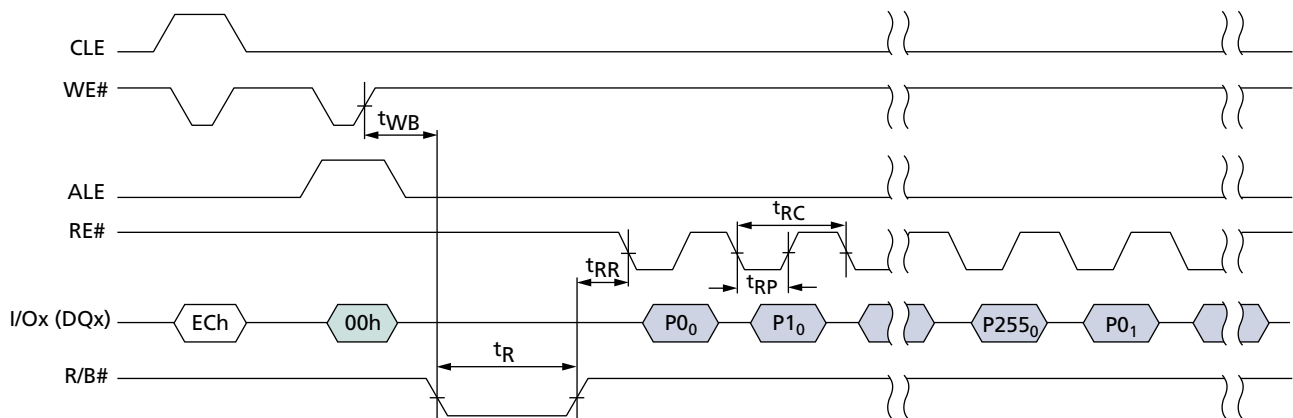 CLE
WE#
tWB
ALE
tRC
RE#
tRR
tRP
I/Ox (DQx)
ECh
00h
P0₀
P1₀
P255₀
P0₁
tR
R/B#